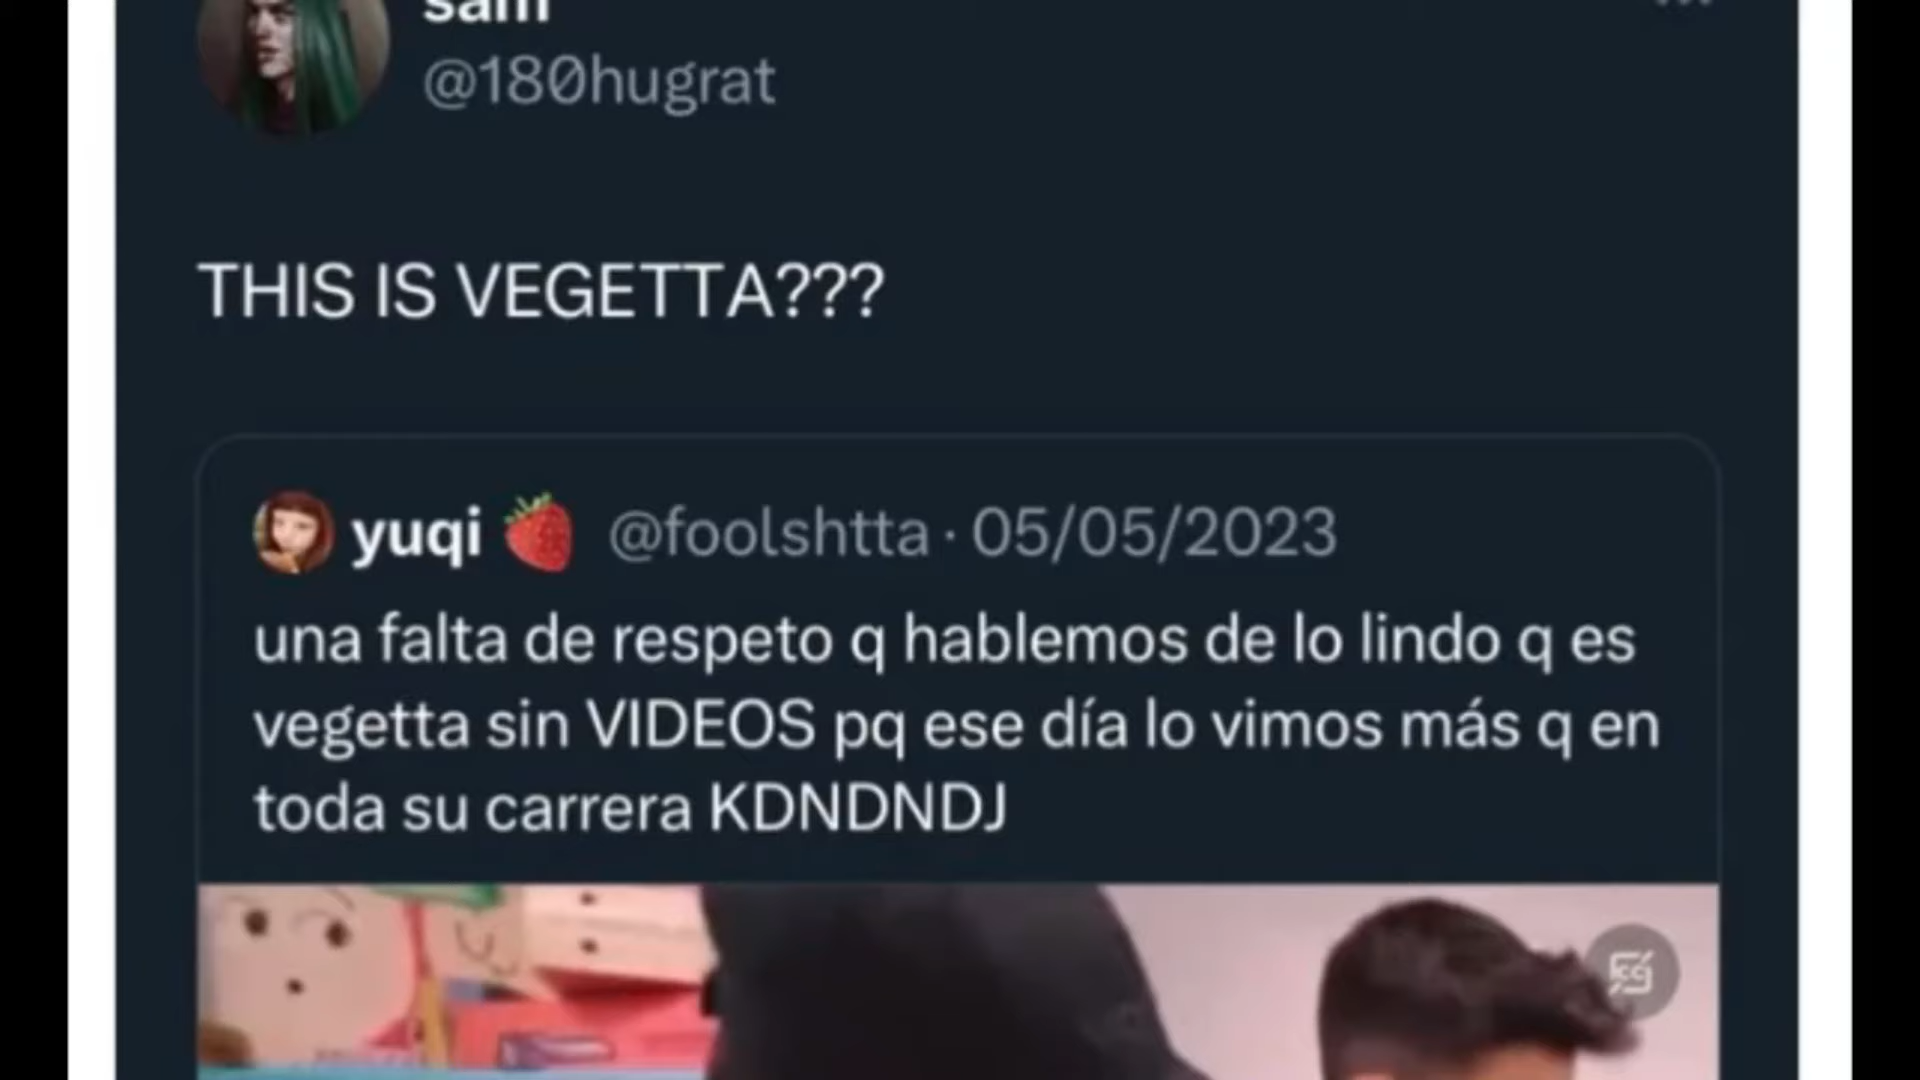 sam
@180hugrat
THIS IS VEGETTA???
yuqi 🍓 @foolshtta · 05/05/2023
una falta de respeto q hablemos de lo lindo q es
vegetta sin VIDEOS pq ese día lo vimos más q en
toda su carrera KDNDNDJ